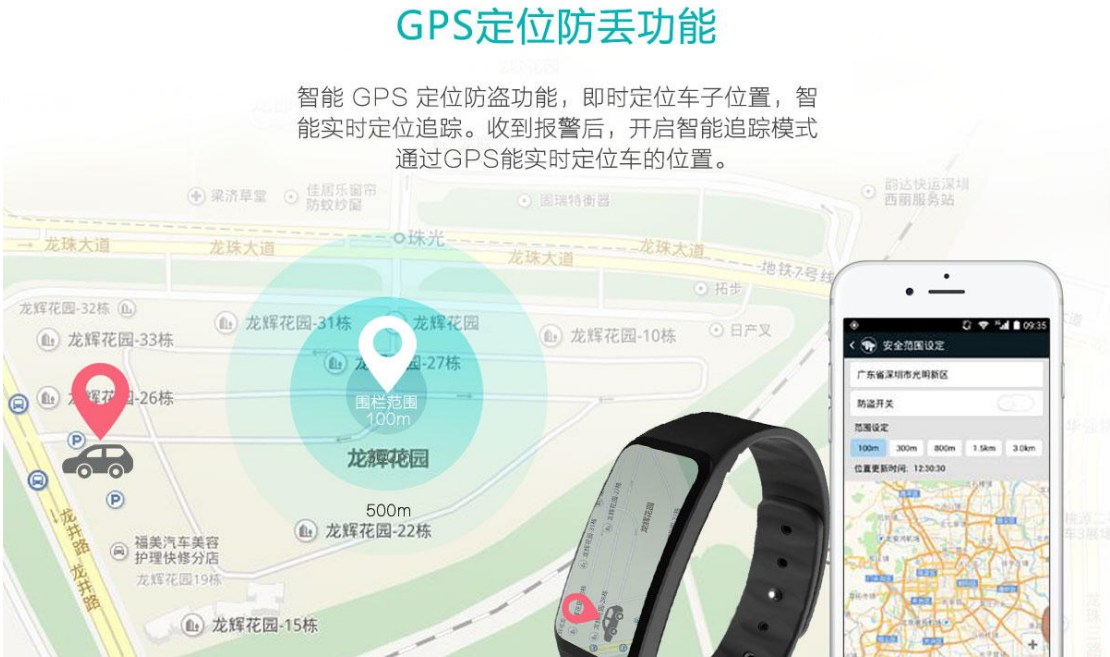 GPS定位防丢功能
智能 GPS 定位防盗功能，即时定位车子位置，智
能实时定位追踪。收到报警后，开启智能追踪模式
通过GPS能实时定位车的位置。
梁济草堂
佳居乐窗帘
防蚊纱窗
固瑞特衡器
韵达快运深圳
西丽服务站
龙珠大道
龙珠大道
珠光
龙珠大道
龙珠大道
地铁7号线
拓步
龙辉花园-32栋
龙辉花园-33栋
龙辉花园-31栋
龙辉花园
龙辉花园-10栋
日产叉
-27栋
-26栋
围栏范围
100m
龙辉花园
500m
龙辉花园-22栋
P
P
龙井路
龙井路
福美汽车美容
护理快修分店
龙辉花园19栋
龙辉花园-15栋
09:35
安全范围设定
广东省深圳市光明新区
防盗开关
范围设定
100m 300m 800m 1.5km 3.0km
位置更新时间: 12:30:30